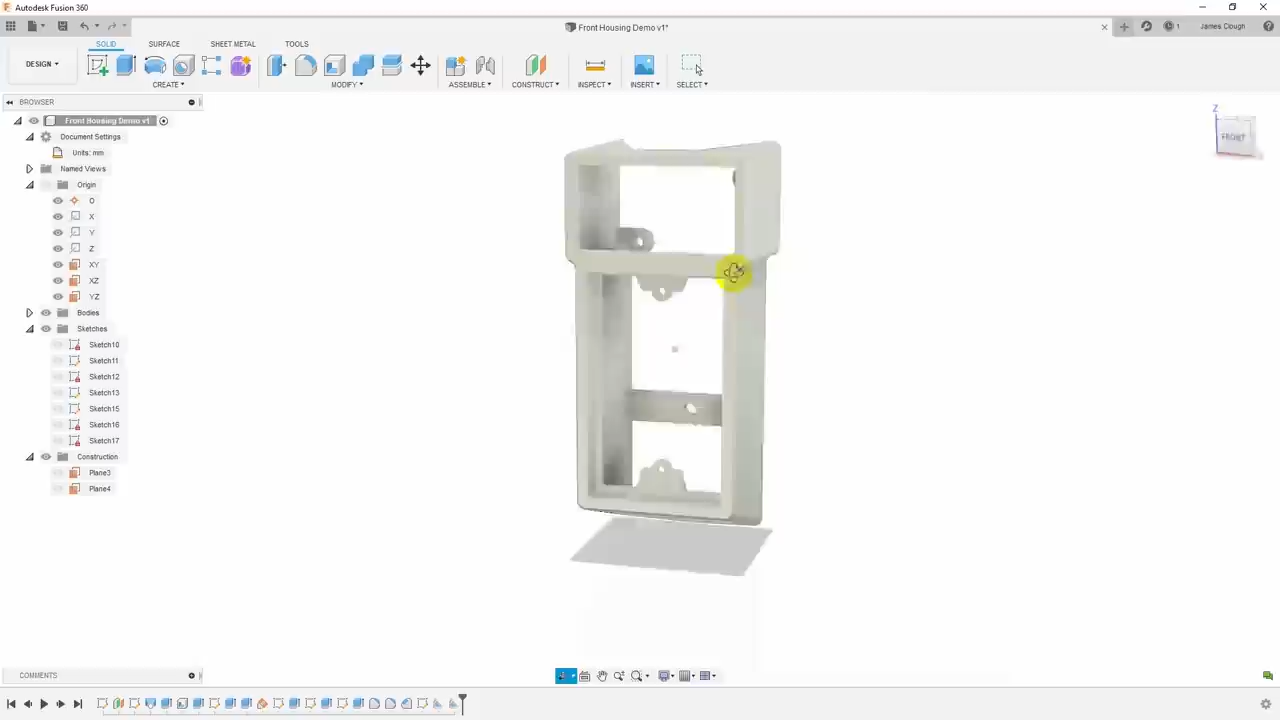 Autodesk Fusion 360
Front Housing Demo v1*
1
James Clough
SOLID
SURFACE
SHEET METAL
TOOLS
DESIGN
CREATE
MODIFY
ASSEMBLE
CONSTRUCT
INSPECT
INSERT
SELECT
BROWSER
Front Housing Demo v1
Document Settings
Units: mm
Named Views
Origin
O
X
Y
Z
XY
XZ
YZ
Bodies
Sketches
Sketch10
Sketch11
Sketch12
Sketch13
Sketch15
Sketch16
Sketch17
Construction
Plane3
Plane4
Z
FRONT
COMMENTS